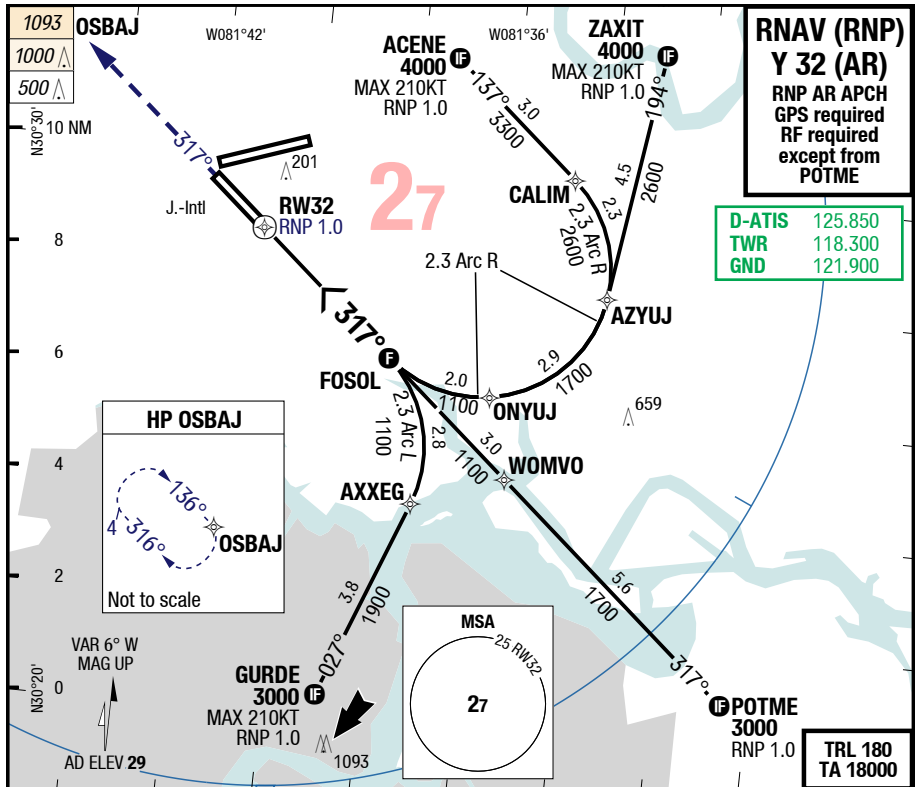 1093
1000
500
OSBAJ
W081°42'
ACENE
4000
MAX 210KT
RNP 1.0
W081°36'
ZAXIT
4000
MAX 210KT
RNP 1.0
RNAV (RNP)
Y 32 (AR)
RNP AR APCH
GPS required
RF required
except from
POTME
D-ATIS 125.850
TWR 118.300
GND 121.900
N30°30'
10 NM
8
6
4
2
0
N30°20'
317°
201
J.-Intl
RW32
RNP 1.0
27
137°
3.0
3300
194°
4.5
2600
CALIM
2.3
2.3 Arc R
2600
2.3 Arc R
AZYUJ
317°
FOSOL
2.0
1100
ONYUJ
2.9
1700
659
2.3 Arc L
1100
2.8
3.0
1100
WOMVO
AXXEG
HP OSBAJ
136°
4
316°
OSBAJ
Not to scale
3.8
1900
5.6
1700
027°
317°
VAR 6° W
MAG UP
AD ELEV 29
GURDE
3000
MAX 210KT
RNP 1.0
IF
IF
IF
IF
F
1093
MSA
25 RW32
27
POTME
3000
RNP 1.0
TRL 180
TA 18000